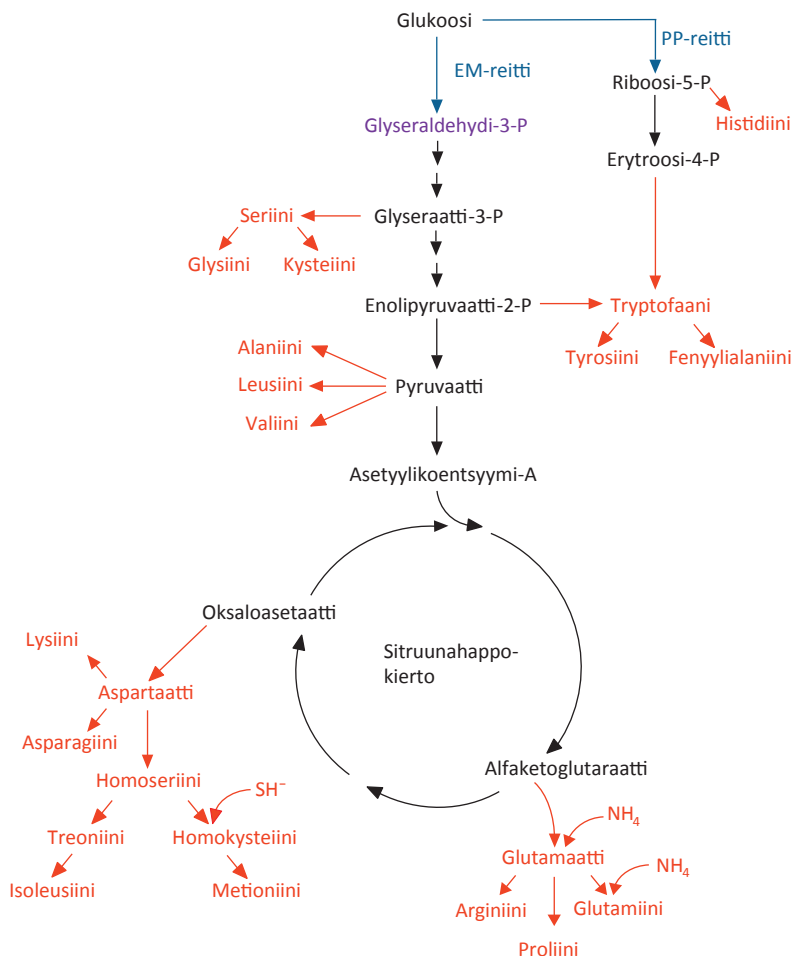 Glukoosi
PP-reitti
EM-reitti
Riboosi-5-P
Glyseraldehydi-3-P
Histidiini
Erytroosi-4-P
Seriini
Glyseraatti-3-P
Glysiini
Kysteiini
Enolipyruvaatti-2-P
Tryptofaani
Alaniini
Tyrosiini
Fenyylialaniini
Leusiini
Pyruvaatti
Valiini
Asetyylikoentsyymi-A
Oksaloasetaatti
Lysiini
Sitruunahappo-
kierto
Aspartaatti
Asparagiini
Alfaketoglutaraatti
Homoseriini
SH⁻
NH₄
Treoniini
Homokysteiini
Glutamaatti
NH₄
Isoleusiini
Metioniini
Arginiini
Glutamiini
Proliini